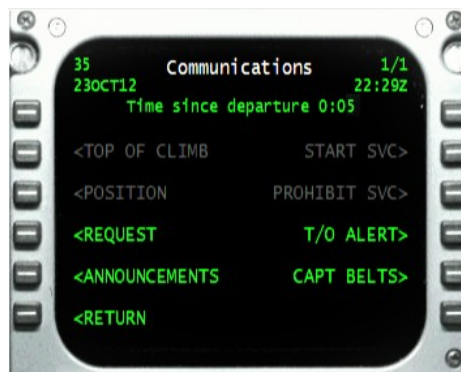 35 Communications 1/1
23OCT12 22:29Z
Time since departure 0:05
<TOP OF CLIMB START SVC>
<POSITION PROHIBIT SVC>
<REQUEST T/O ALERT>
<ANNOUNCEMENTS CAPT BELTS>
<RETURN